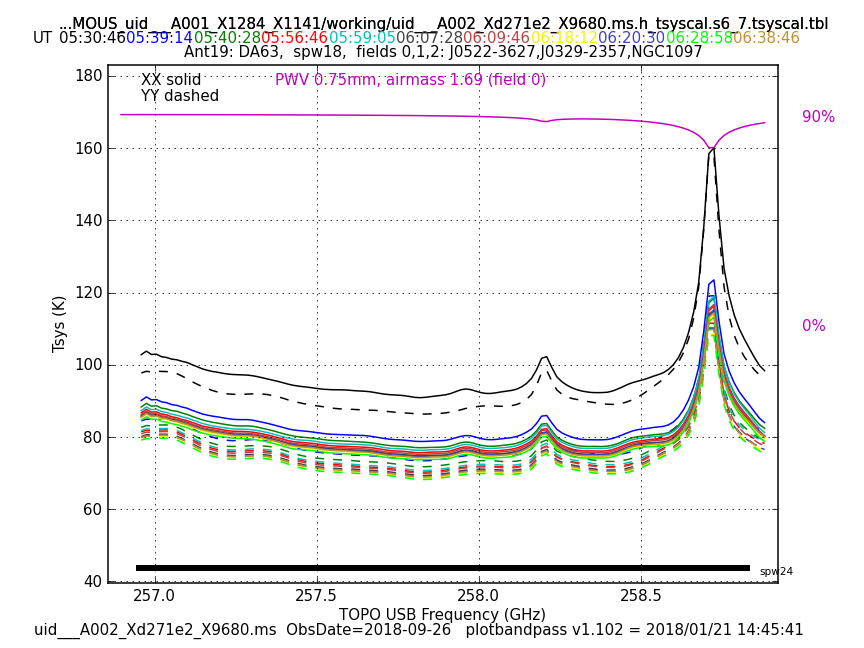 ...MOUS_uid___A001_X1284_X1141/working/uid___A002_Xd271e2_X9680.ms.h_tsyscal.s6_7.tsyscal.tbl
UT 05:30:46 05:39:14 05:40:28 05:56:46 05:59:05 06:07:28 06:09:46 06:18:12 06:20:30 06:28:58 06:38:46
Ant19: DA63, spw18, fields 0,1,2: J0522-3627,J0329-2357,NGC1097
XX solid
YY dashed
PWV 0.75mm, airmass 1.69 (field 0)
180
160
140
120
100
80
60
40
Tsys (K)
90%
0%
spw24
257.0 257.5 258.0 258.5
TOPO USB Frequency (GHz)
uid___A002_Xd271e2_X9680.ms ObsDate=2018-09-26 plotbandpass v1.102 = 2018/01/21 14:45:41